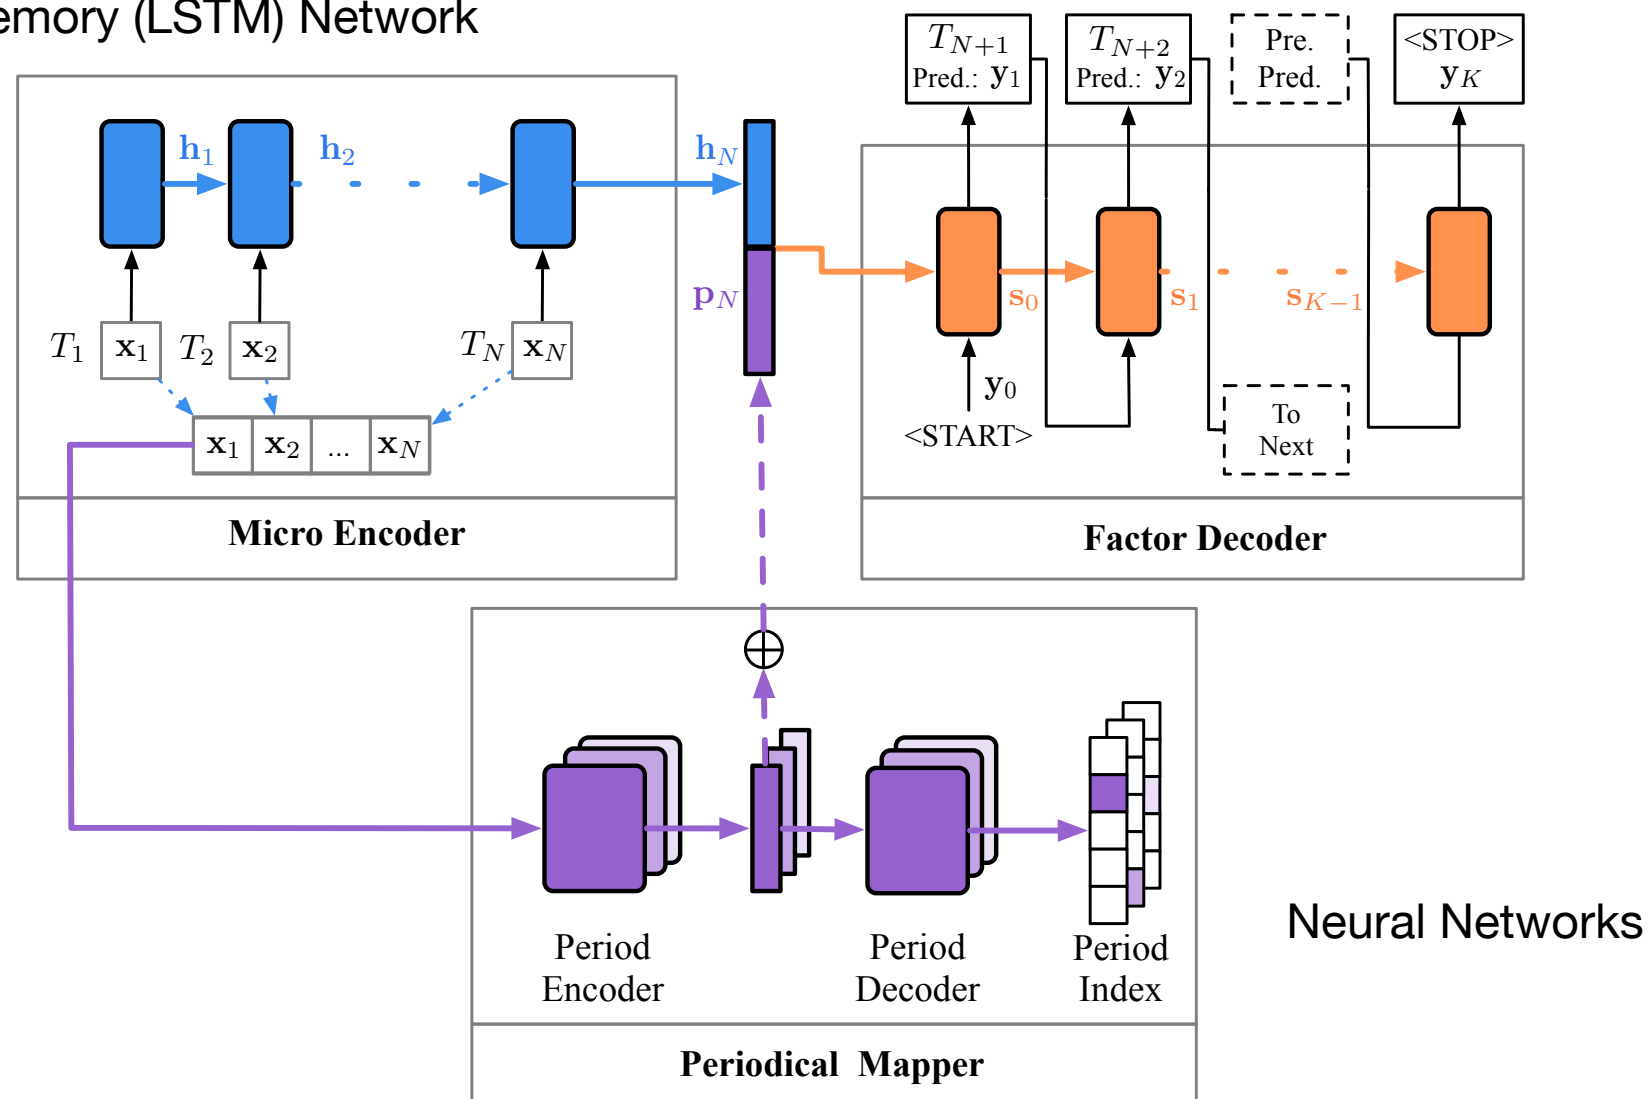 emory (LSTM) Network
h_1
h_2
T_1
x_1
T_2
x_2
T_N
x_N
x_1 x_2 ... x_N
Micro Encoder
h_N
p_N
T_{N+1}
Pred.: y_1
T_{N+2}
Pred.: y_2
Pre.
Pred.
<STOP>
y_K
s_0
s_1
s_{K-1}
y_0
<START>
To
Next
Factor Decoder
Period
Encoder
Period
Decoder
Period
Index
Periodical Mapper
Neural Networks